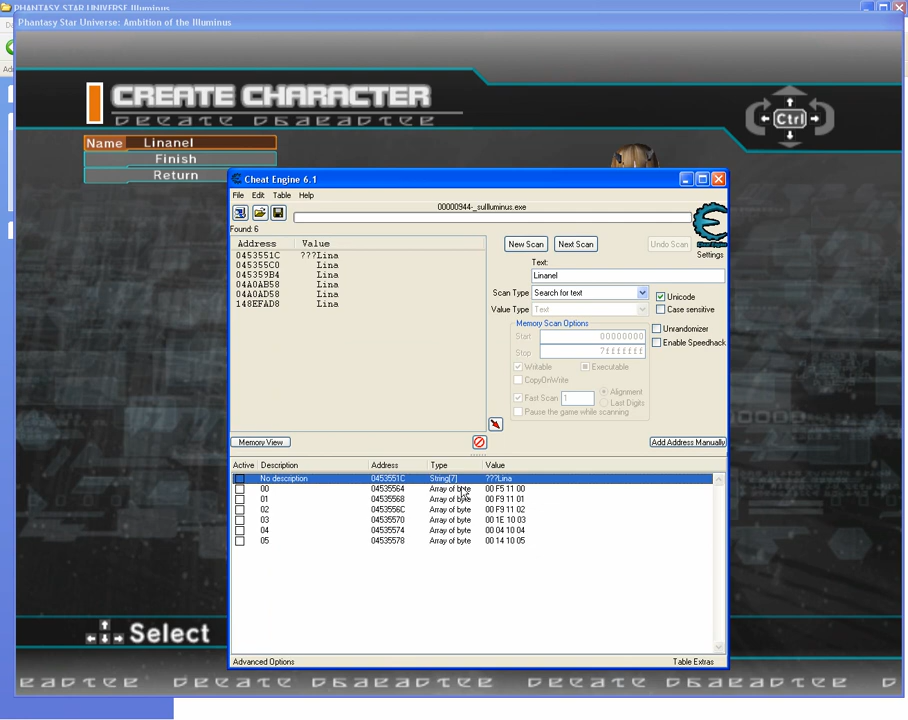 PHANTASY STAR UNIVERSE Illuminus
Phantasy Star Universe: Ambition of the Illuminus
CREATE CHARACTER
Ctrl
Name Linanel
Finish
Return
Cheat Engine 6.1
File Edit Table Help
00000944-_suIlluminus.exe
Found: 6
Address Value
0453551C ???Lina
045355C0 Lina
045359B4 Lina
04A0AB58 Lina
04A0AD58 Lina
148EFAD8 Lina
New Scan Next Scan Undo Scan
Settings
Text:
Linanel
Scan Type Search for text
Unicode
Value Type Text
Case sensitive
Memory Scan Options
Start 00000000
Stop 7fffffff
Unrandomizer
Enable Speedhack
Writable Executable
CopyOnWrite
Fast Scan 1 Alignment
Last Digits
Pause the game while scanning
Memory View Add Address Manually
Active Description Address Type Value
No description 0453551C String[7] ???Lina
00 04535564 Array of byte 00 F5 11 00
01 04535568 Array of byte 00 F9 11 01
02 0453556C Array of byte 00 F9 11 02
03 04535570 Array of byte 00 1E 10 03
04 04535574 Array of byte 00 04 10 04
05 04535578 Array of byte 00 14 10 05
Select
Advanced Options Table Extras